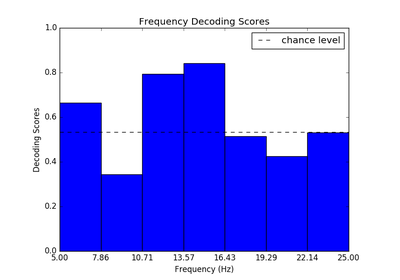 Frequency Decoding Scores
1.0
chance level
0.8
0.6
0.4
0.2
0.0
Decoding Scores
5.00 7.86 10.71 13.57 16.43 19.29 22.14 25.00
Frequency (Hz)